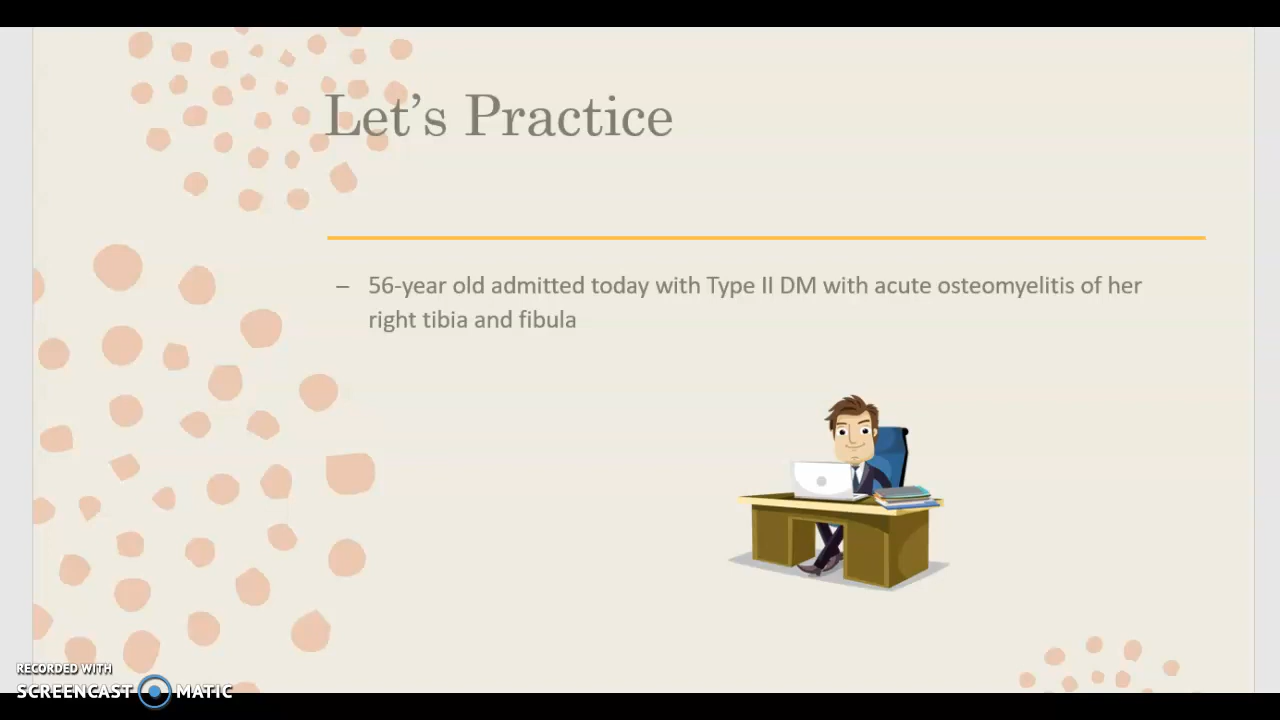 Let's Practice
– 56-year old admitted today with Type II DM with acute osteomyelitis of her
right tibia and fibula
RECORDED WITH
SCREENCAST MATIC